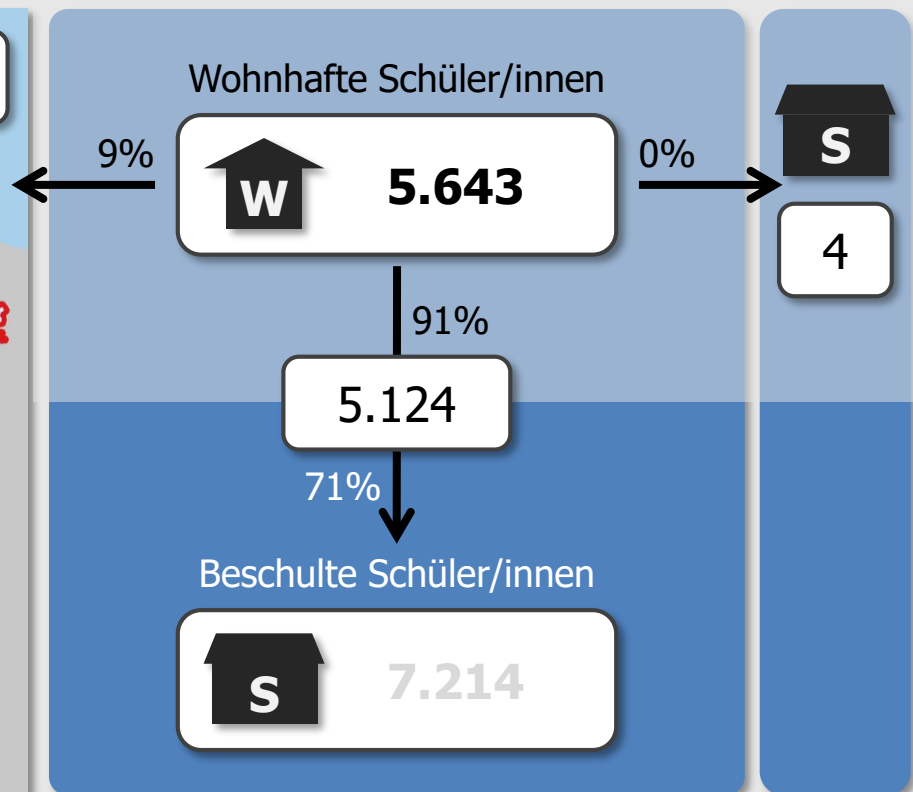 Wohnhafte Schüler/innen
9%
W
5.643
0%
S
4
91%
5.124
71%
Beschulte Schüler/innen
S
7.214